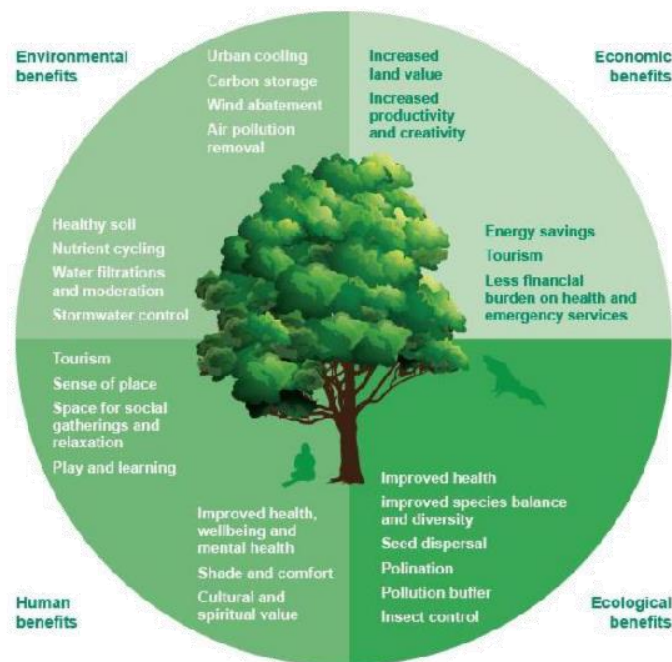 Environmental
benefits
Urban cooling
Carbon storage
Wind abatement
Air pollution
removal
Healthy soil
Nutrient cycling
Water filtrations
and moderation
Stormwater control
Increased
land value
Increased
productivity
and creativity
Economic
benefits
Energy savings
Tourism
Less financial
burden on health and
emergency services
Tourism
Sense of place
Space for social
gatherings and
relaxation
Play and learning
Improved health,
wellbeing and
mental health
Shade and comfort
Cultural and
spiritual value
Human
benefits
Improved health
improved species balance
and diversity
Seed dispersal
Polination
Pollution buffer
Insect control
Ecological
benefits